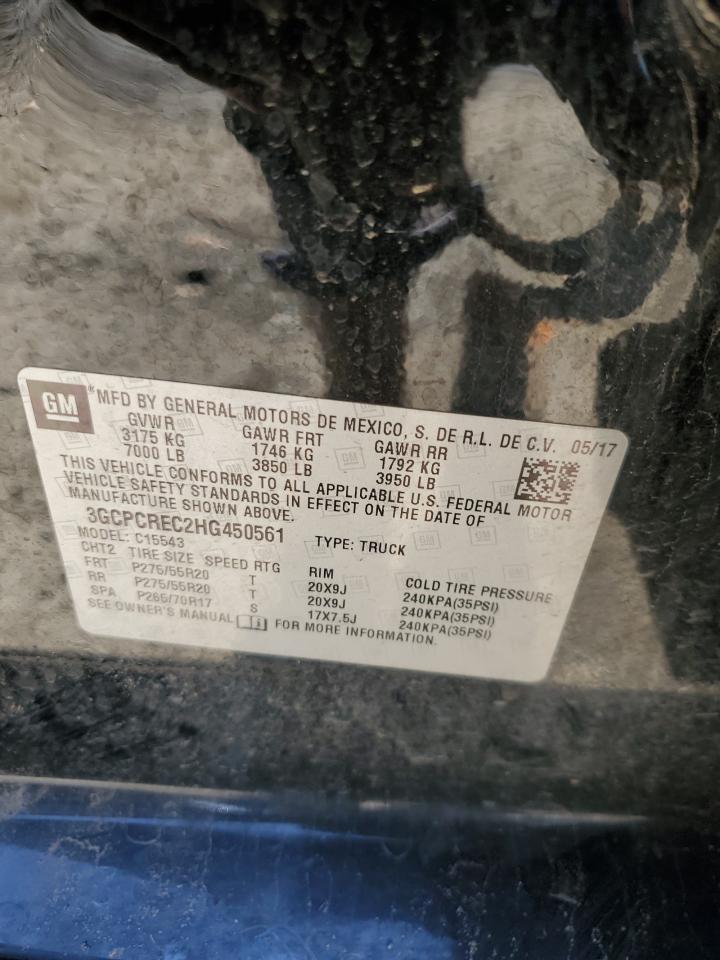 GM ® MFD BY GENERAL MOTORS DE MEXICO, S. DE R.L. DE C.V. 05/17
GVWR GAWR FRT GAWR RR
3175 KG 1746 KG 1792 KG
7000 LB 3850 LB 3950 LB
THIS VEHICLE CONFORMS TO ALL APPLICABLE U.S. FEDERAL MOTOR
VEHICLE SAFETY STANDARDS IN EFFECT ON THE DATE OF
MANUFACTURE SHOWN ABOVE.
3GCPCREC2HG450561 TYPE: TRUCK
MODEL: C15543
CHT2 TIRE SIZE SPEED RTG RIM COLD TIRE PRESSURE
FRT P275/55R20 T 20X9J 240KPA(35PSI)
RR P275/55R20 T 20X9J 240KPA(35PSI)
SPA P265/70R17 S 17X7.5J 240KPA(35PSI)
SEE OWNER'S MANUAL FOR MORE INFORMATION.